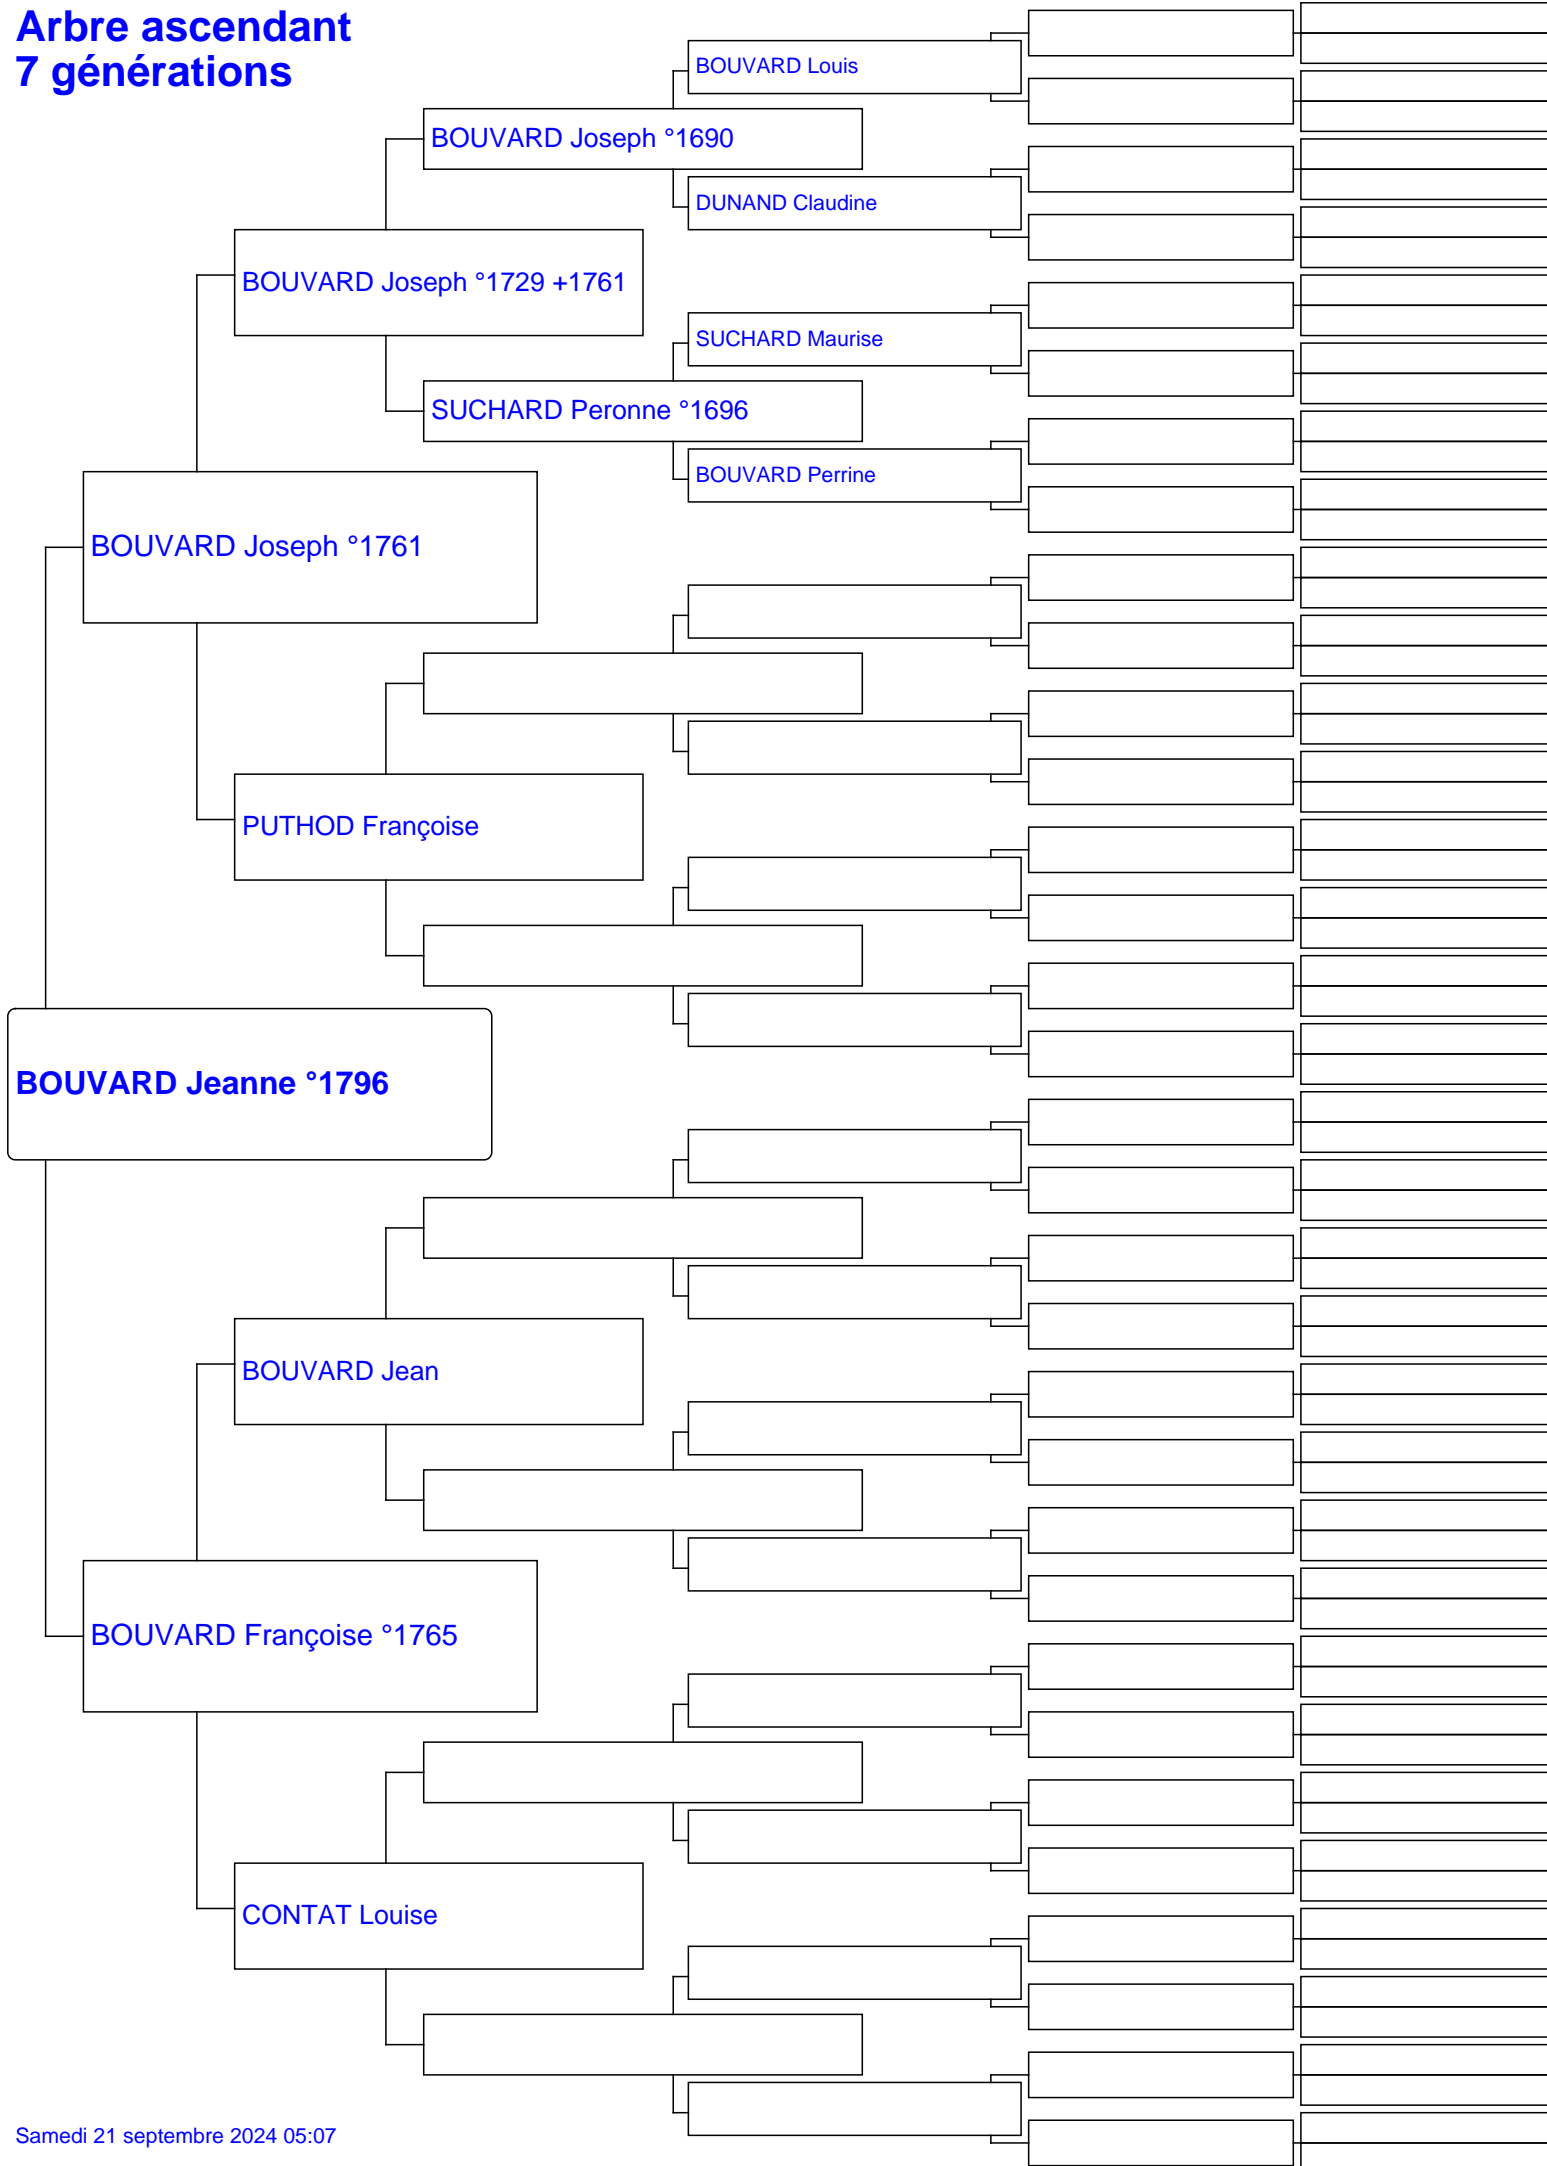 Arbre ascendant
7 générations
BOUVARD Louis
BOUVARD Joseph °1690
DUNAND Claudine
BOUVARD Joseph °1729 +1761
SUCHARD Maurise
SUCHARD Peronne °1696
BOUVARD Perrine
BOUVARD Joseph °1761
PUTHOD Françoise
BOUVARD Jeanne °1796
BOUVARD Jean
BOUVARD Françoise °1765
CONTAT Louise
Samedi 21 septembre 2024 05:07